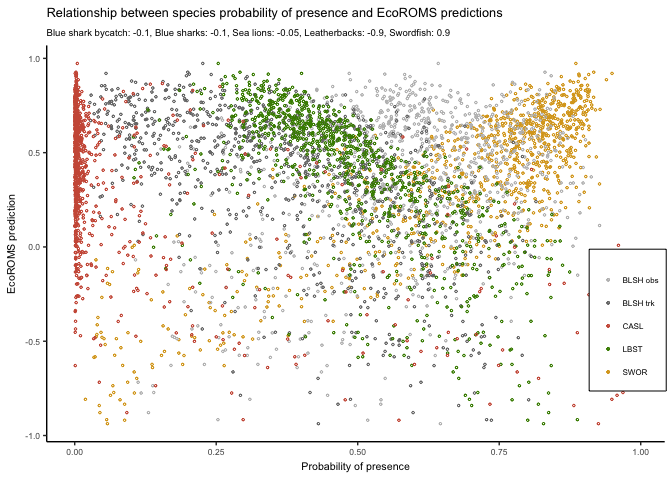 Relationship between species probability of presence and EcoROMS predictions
Blue shark bycatch: -0.1, Blue sharks: -0.1, Sea lions: -0.05, Leatherbacks: -0.9, Swordfish: 0.9
EcoROMS prediction
1.0
0.5
0.0
-0.5
-1.0
BLSH obs
BLSH trk
CASL
LBST
SWOR
0.00
0.25
0.50
0.75
1.00
Probability of presence